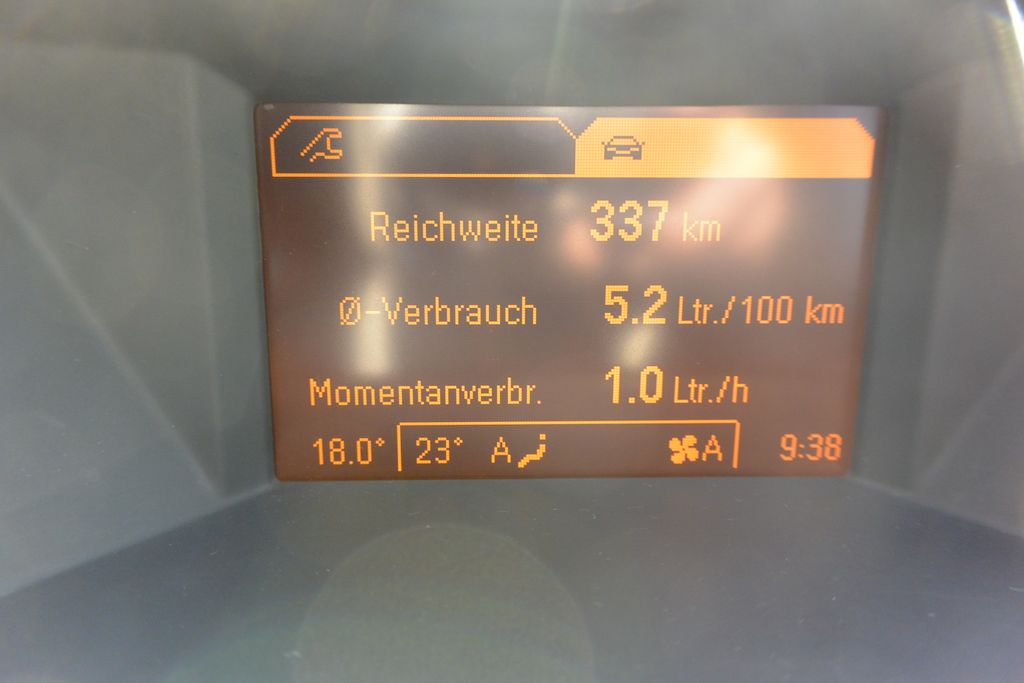 Reichweite 337 km
Ø-Verbrauch 5.2 Ltr./100 km
Momentanverbr. 1.0 Ltr./h
18.0° 23° A A 9:38